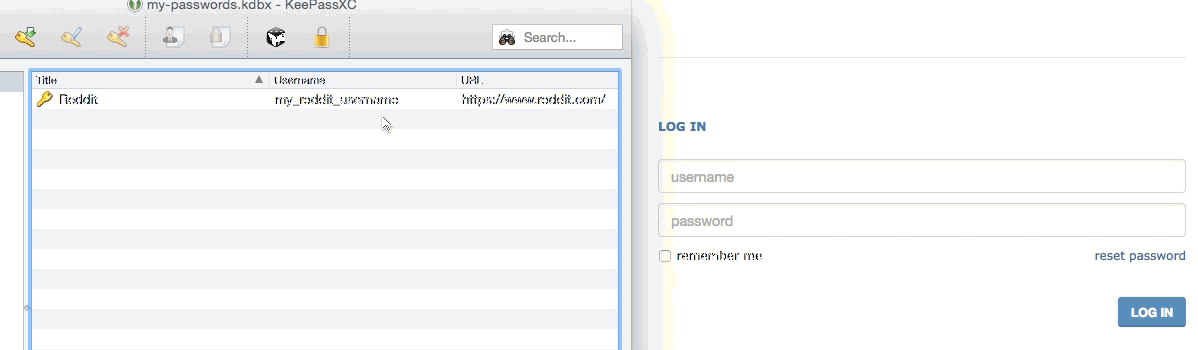 my-passwords.kdbx - KeePassXC
Search...
Title Username URL
Reddit my_reddit_username https://www.reddit.com/
LOG IN
username
password
remember me reset password
LOG IN